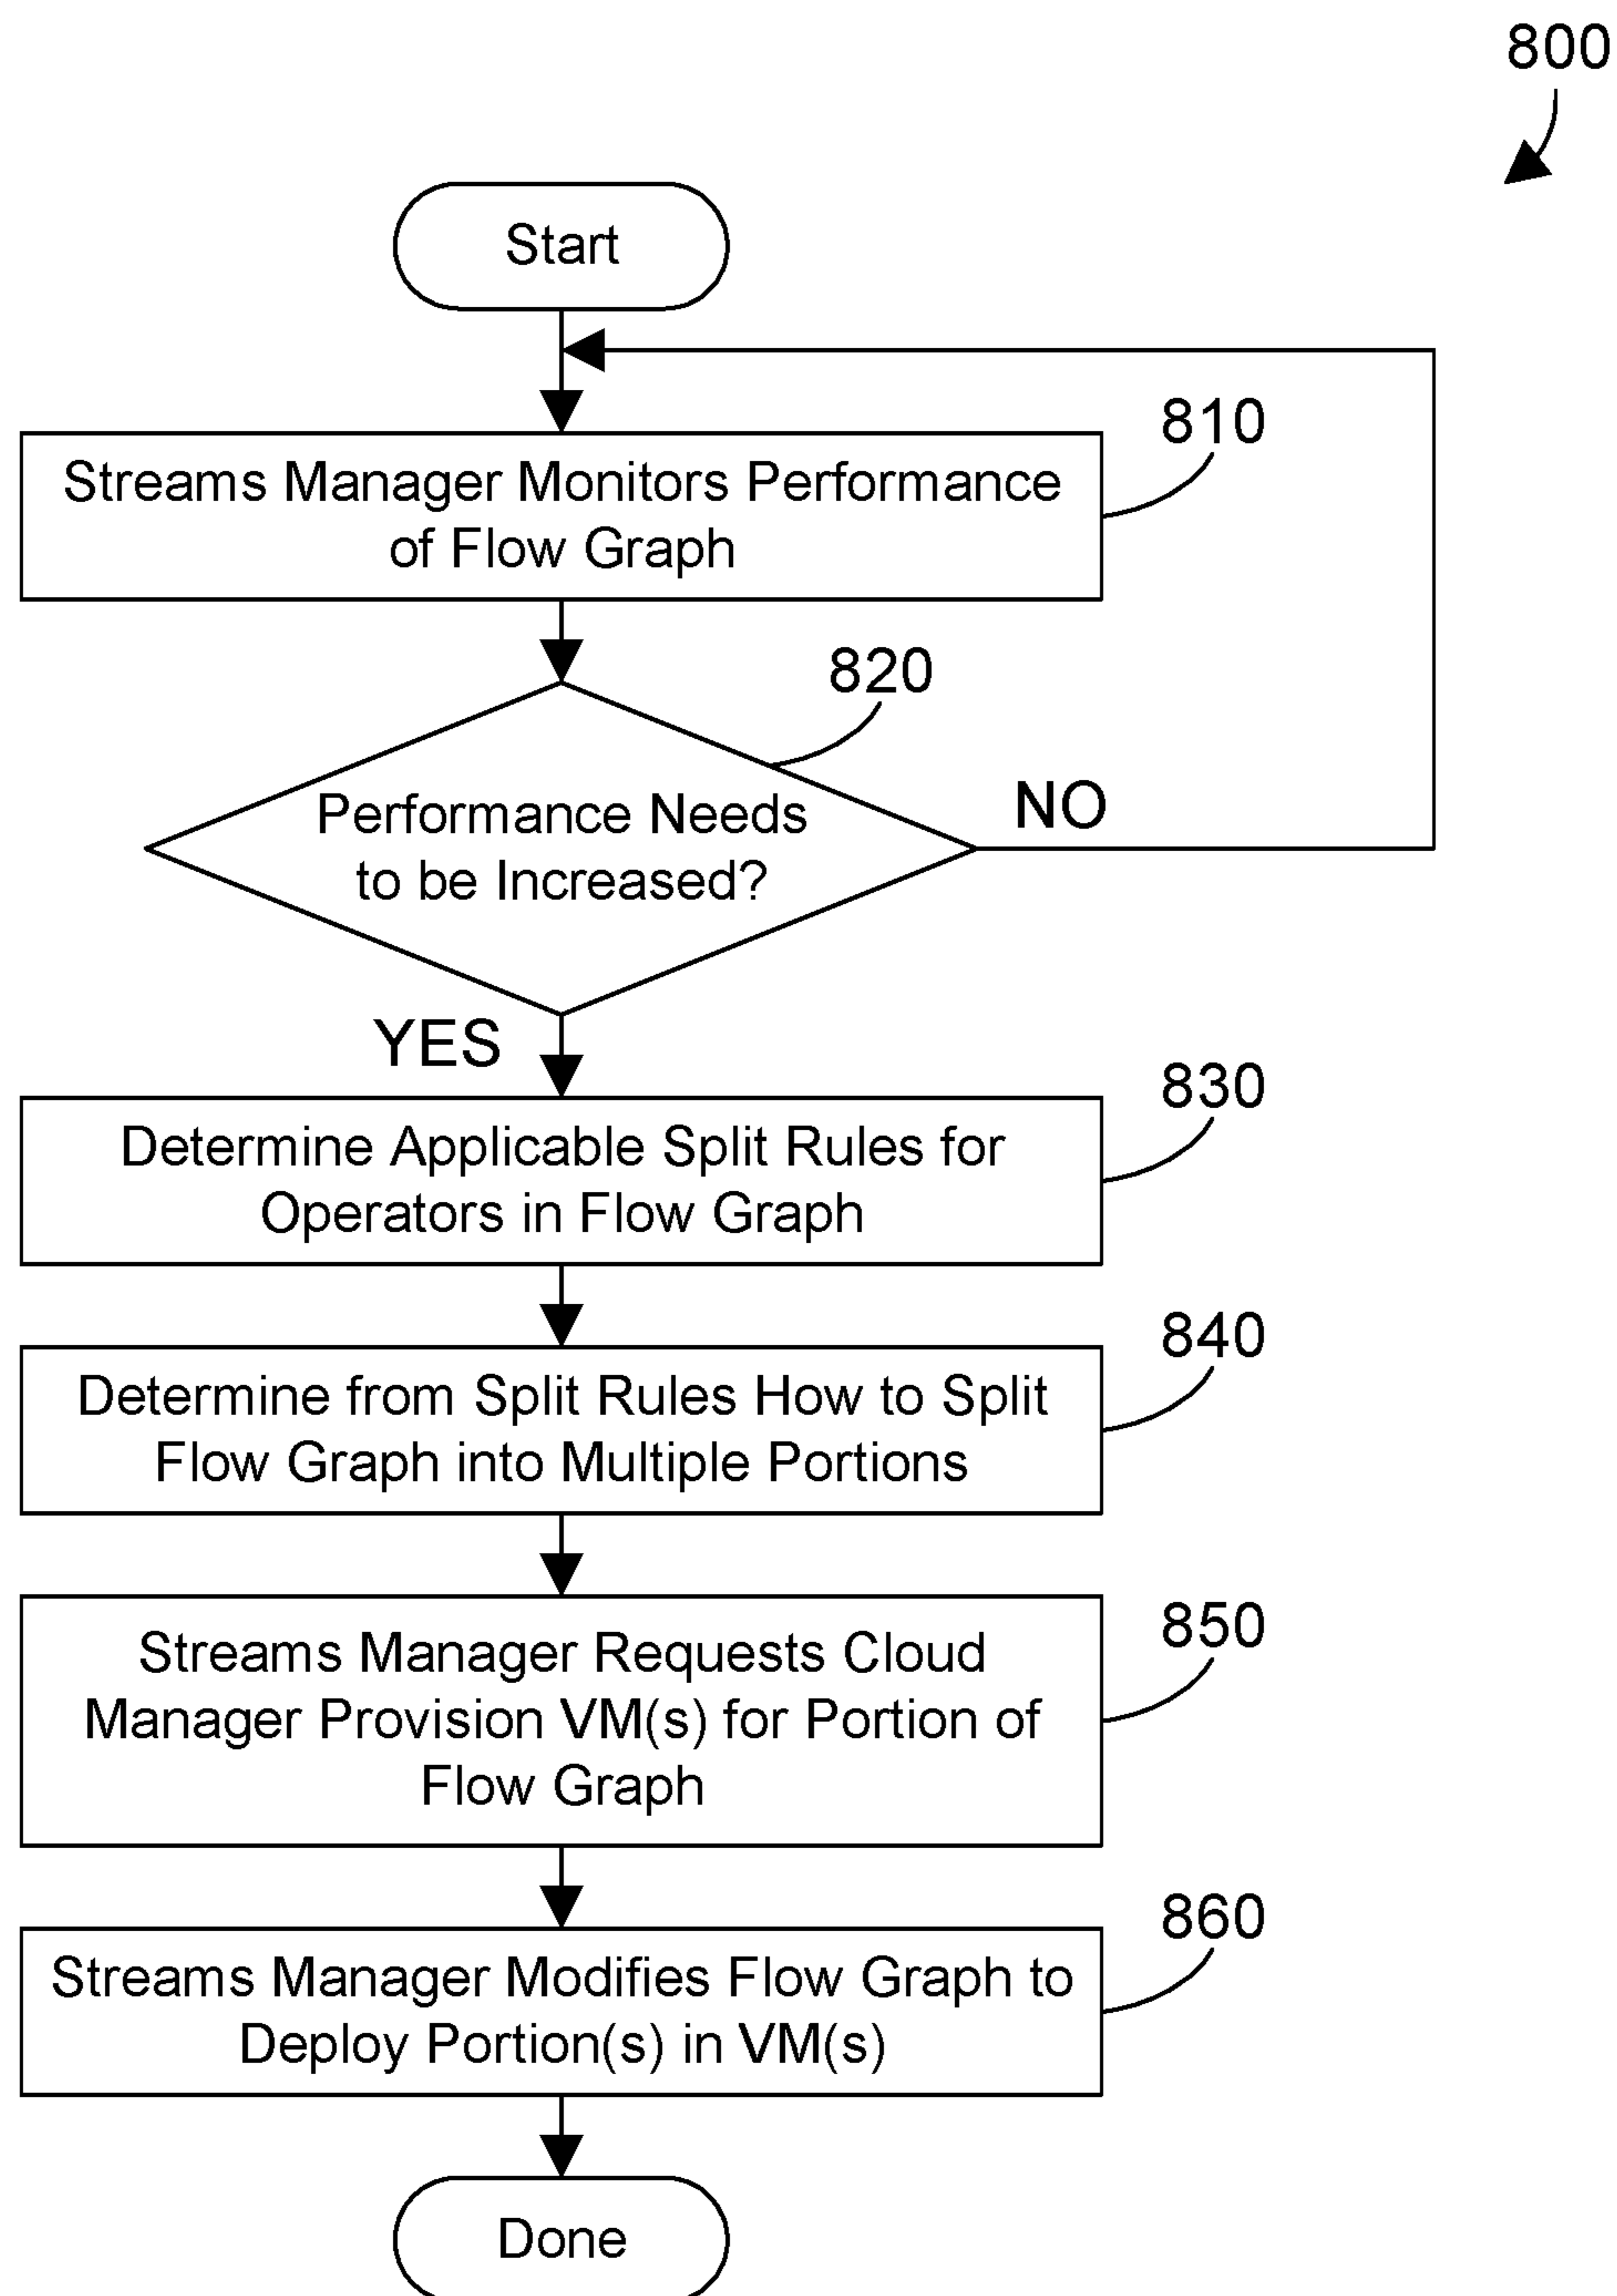 800
Start
810
Streams Manager Monitors Performance
of Flow Graph
820
Performance Needs
to be Increased?
NO
YES
830
Determine Applicable Split Rules for
Operators in Flow Graph
840
Determine from Split Rules How to Split
Flow Graph into Multiple Portions
850
Streams Manager Requests Cloud
Manager Provision VM(s) for Portion of
Flow Graph
860
Streams Manager Modifies Flow Graph to
Deploy Portion(s) in VM(s)
Done